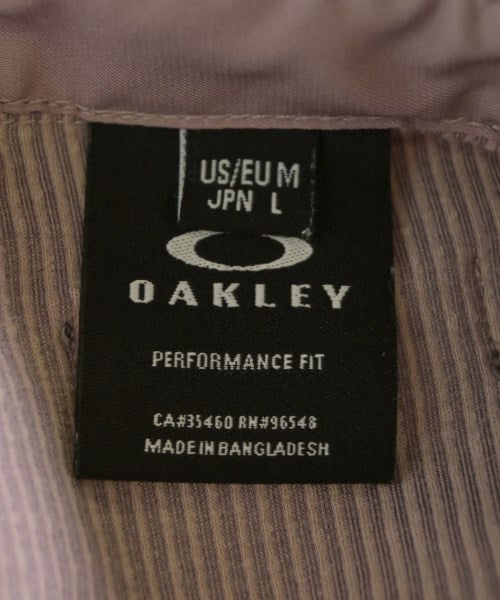 US/EU M
JPN L
OAKLEY
PERFORMANCE FIT
CA#35460 RN#96548
MADE IN BANGLADESH